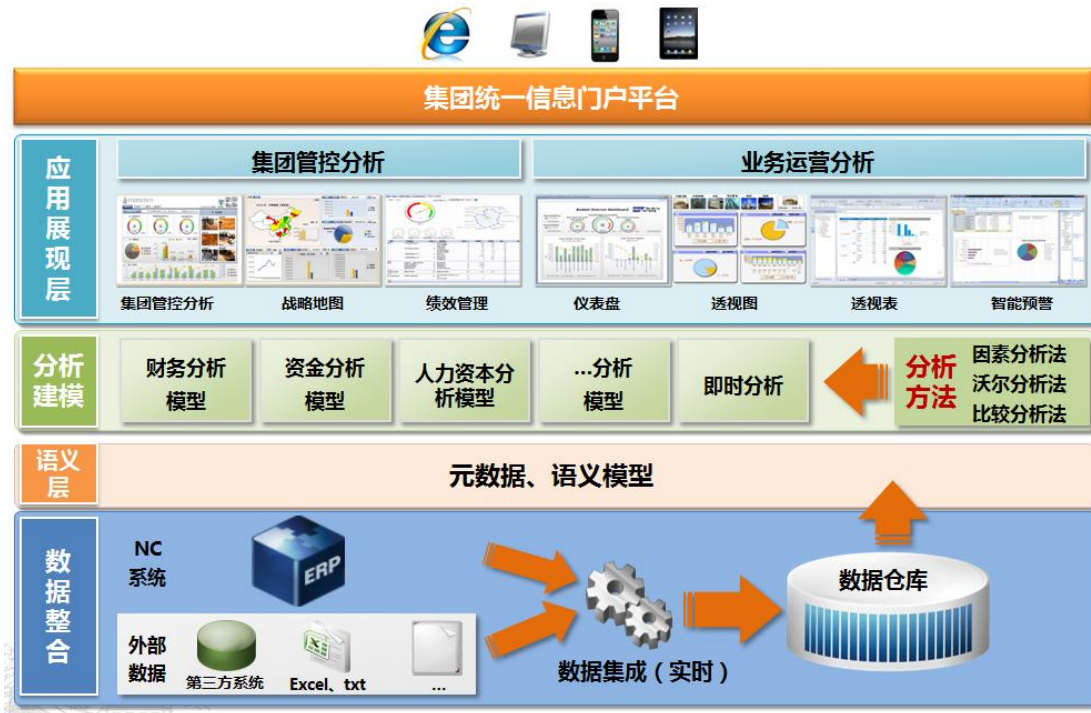 集团统一信息门户平台
应用展现层
集团管控分析
业务运营分析
集团管控分析
战略地图
绩效管理
仪表盘
透视图
透视表
智能预警
分析
建模
财务分析
模型
资金分析
模型
人力资本分
析模型
...分析
模型
即时分析
分析
方法
因素分析法
沃尔分析法
比较分析法
语义
层
元数据、语义模型
数据整合
NC
系统
ERP
外部
数据
第三方系统
Excel、txt
...
数据集成（实时）
数据仓库